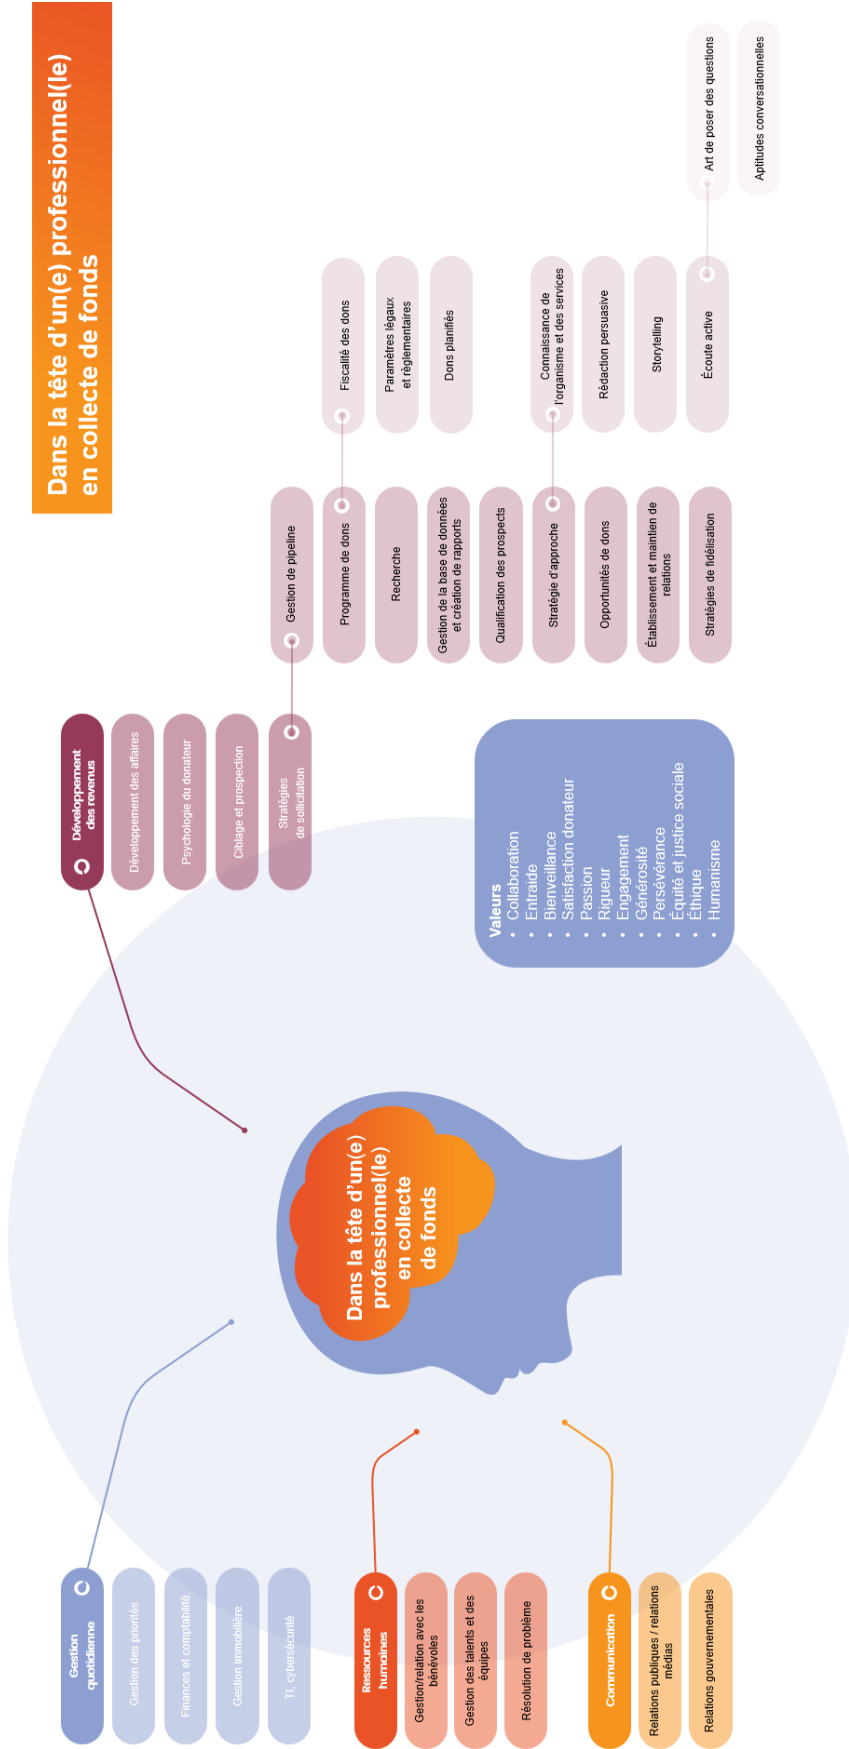 Dans la tête d'un(e) professionnel(le)
en collecte de fonds
Gestion
quotidienne
Gestion des priorités
Finances et comptabilité
Gestion immobilière
TI, cybersécurité
Ressources
humaines
Gestion/relation avec les
bénévoles
Gestion des talents et des
équipes
Résolution de problème
Communication
Relations publiques / relations
médias
Relations gouvernementales
Dans la tête d'un(e)
professionnel(le)
en collecte
de fonds
Développement
des revenus
Développement des affaires
Psychologie du donateur
Ciblage et prospection
Stratégies
de sollicitation
Valeurs
• Collaboration
• Entraide
• Bienveillance
• Satisfaction donateur
• Passion
• Rigueur
• Engagement
• Générosité
• Persévérance
• Équité et justice sociale
• Éthique
• Humanisme
Gestion de pipeline
Programme de dons
Recherche
Gestion de la base de données
et création de rapports
Qualification des prospects
Stratégie d'approche
Opportunités de dons
Établissement et maintien de
relations
Stratégies de fidélisation
Fiscalité des dons
Paramètres légaux
et règlementaires
Dons planifiés
Connaissance de
l'organisme et des services
Rédaction persuasive
Storytelling
Écoute active
Art de poser des questions
Aptitudes conversationnelles